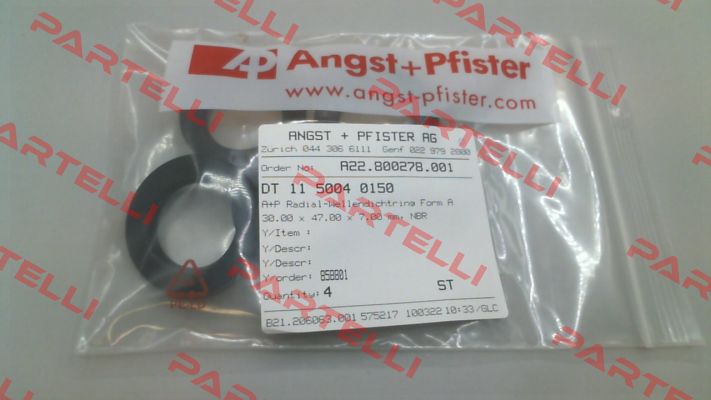 AP Angst+Pfister
www.angst-pfister.com
ANGST + PFISTER AG
Zürich 044 306 6111 Genf 022 979 2800
Order No: A22.800278.001
DT 11 5004 0150
A+P Radial-Wellendichtring Form A
30.00 x 47.00 x 7.00 mm, NBR
Y/Item :
Y/Descr:
Y/Descr:
Y/order: 858801
Quantity: 4 ST
B21.206063.001 575217 100322 10:33/GLC
PARTELLI
PARTELLI
PARTELLI
PARTELLI
PARTELLI
PARTELLI